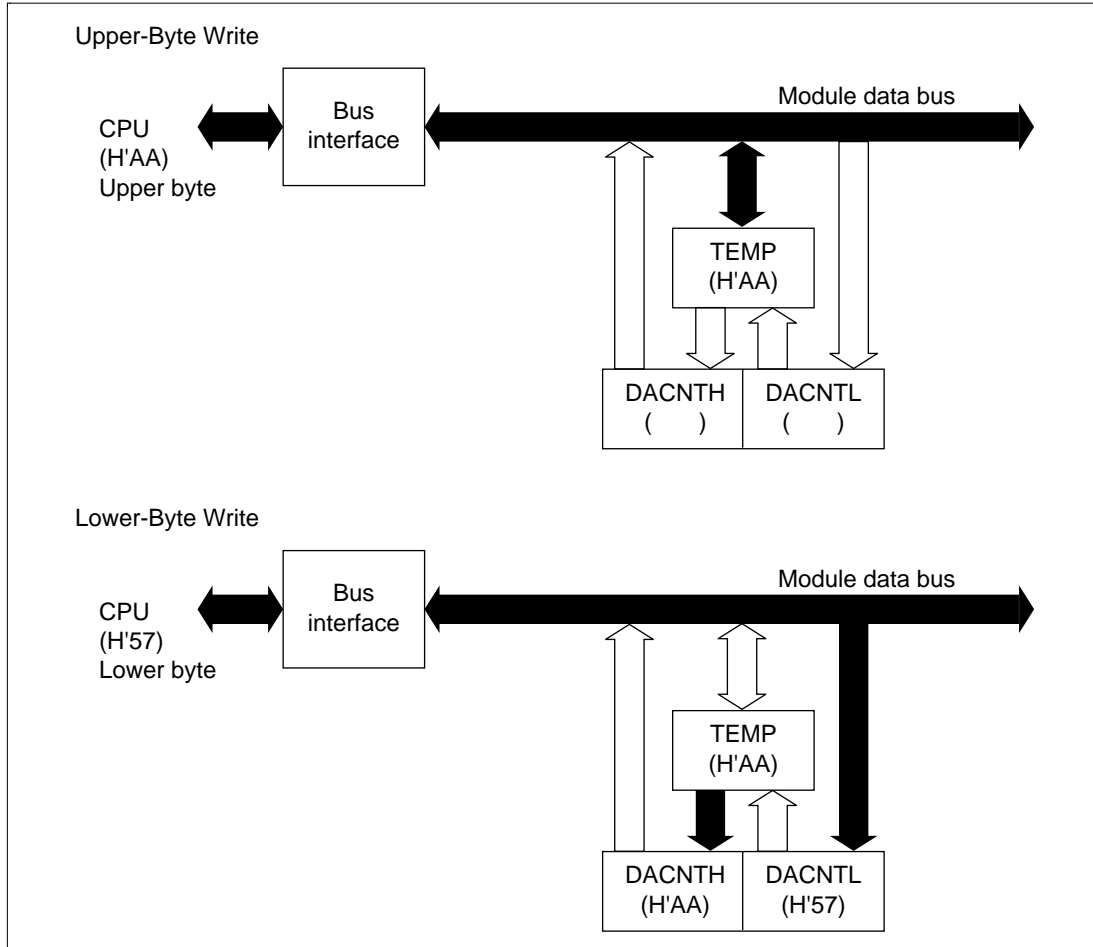 Upper-Byte Write
CPU
(H'AA)
Upper byte
Bus
interface
Module data bus
TEMP
(H'AA)
DACNTH
(      )
DACNTL
(      )
Lower-Byte Write
CPU
(H'57)
Lower byte
Bus
interface
Module data bus
TEMP
(H'AA)
DACNTH
(H'AA)
DACNTL
(H'57)